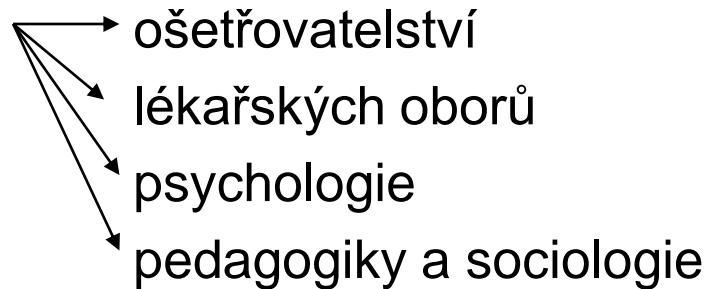 ošetřovatelství
lékařských oborů
psychologie
pedagogiky a sociologie